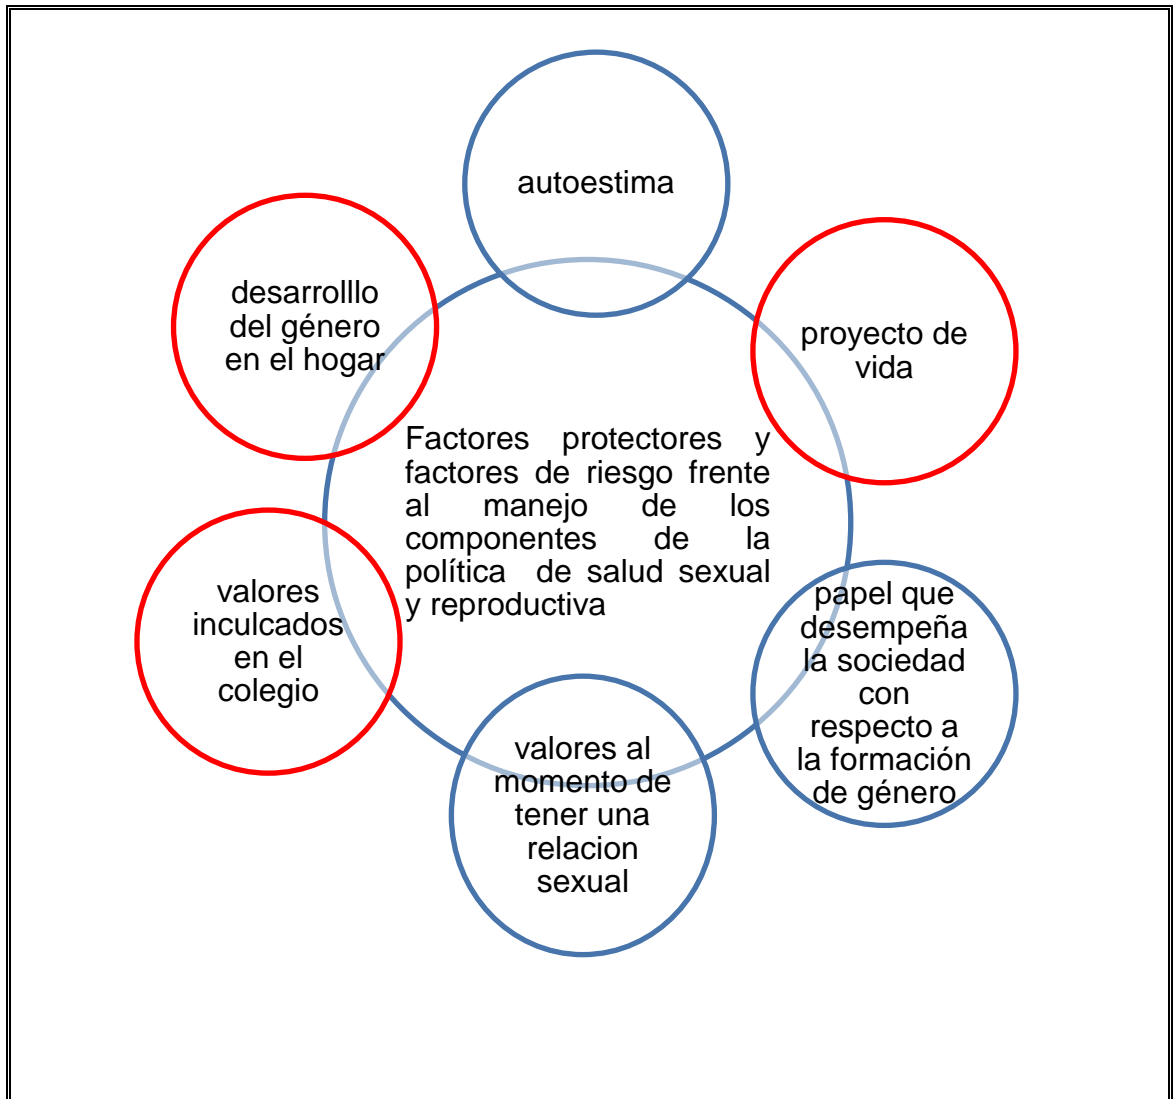 autoestima
desarrolllo
del género
en el hogar
proyecto de
vida
Factores protectores y
factores de riesgo frente
al manejo de los
componentes de la
política de salud sexual
y reproductiva
valores
inculcados
en el
colegio
papel que
desempeña
la sociedad
con
respecto a
la formación
de género
valores al
momento de
tener una
relacion
sexual